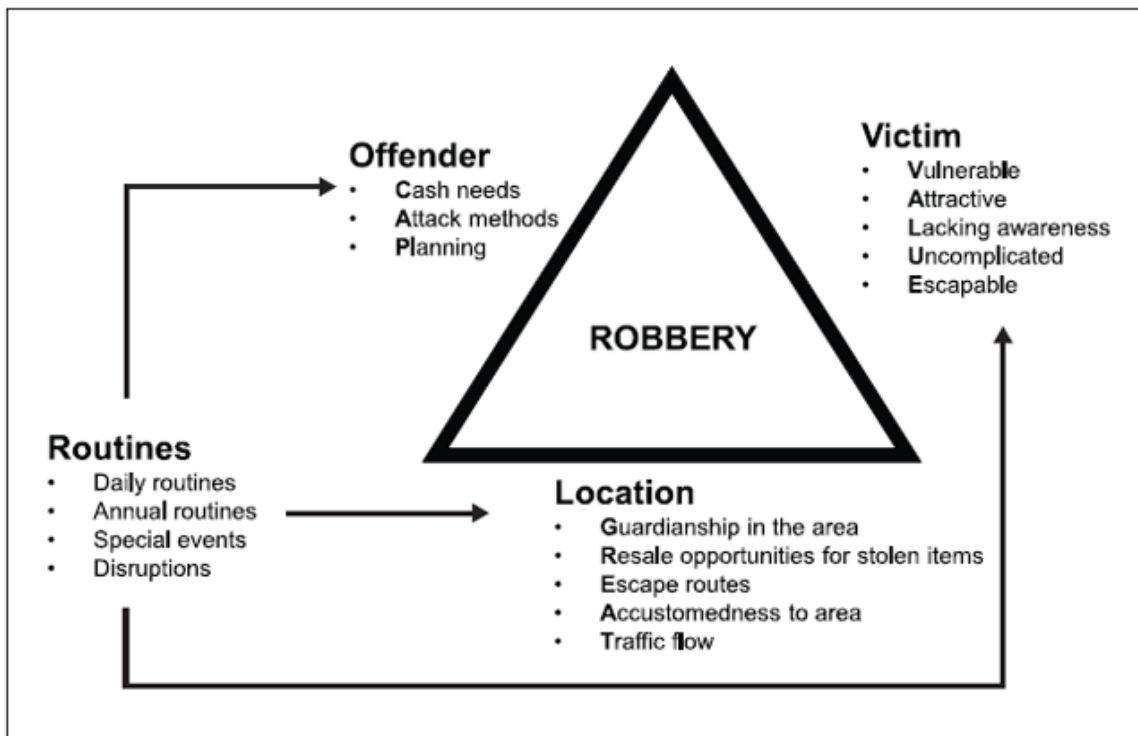 Offender
• Cash needs
• Attack methods
• Planning
Victim
• Vulnerable
• Attractive
• Lacking awareness
• Uncomplicated
• Escapable
ROBBERY
Routines
• Daily routines
• Annual routines
• Special events
• Disruptions
Location
• Guardianship in the area
• Resale opportunities for stolen items
• Escape routes
• Accustomedness to area
• Traffic flow